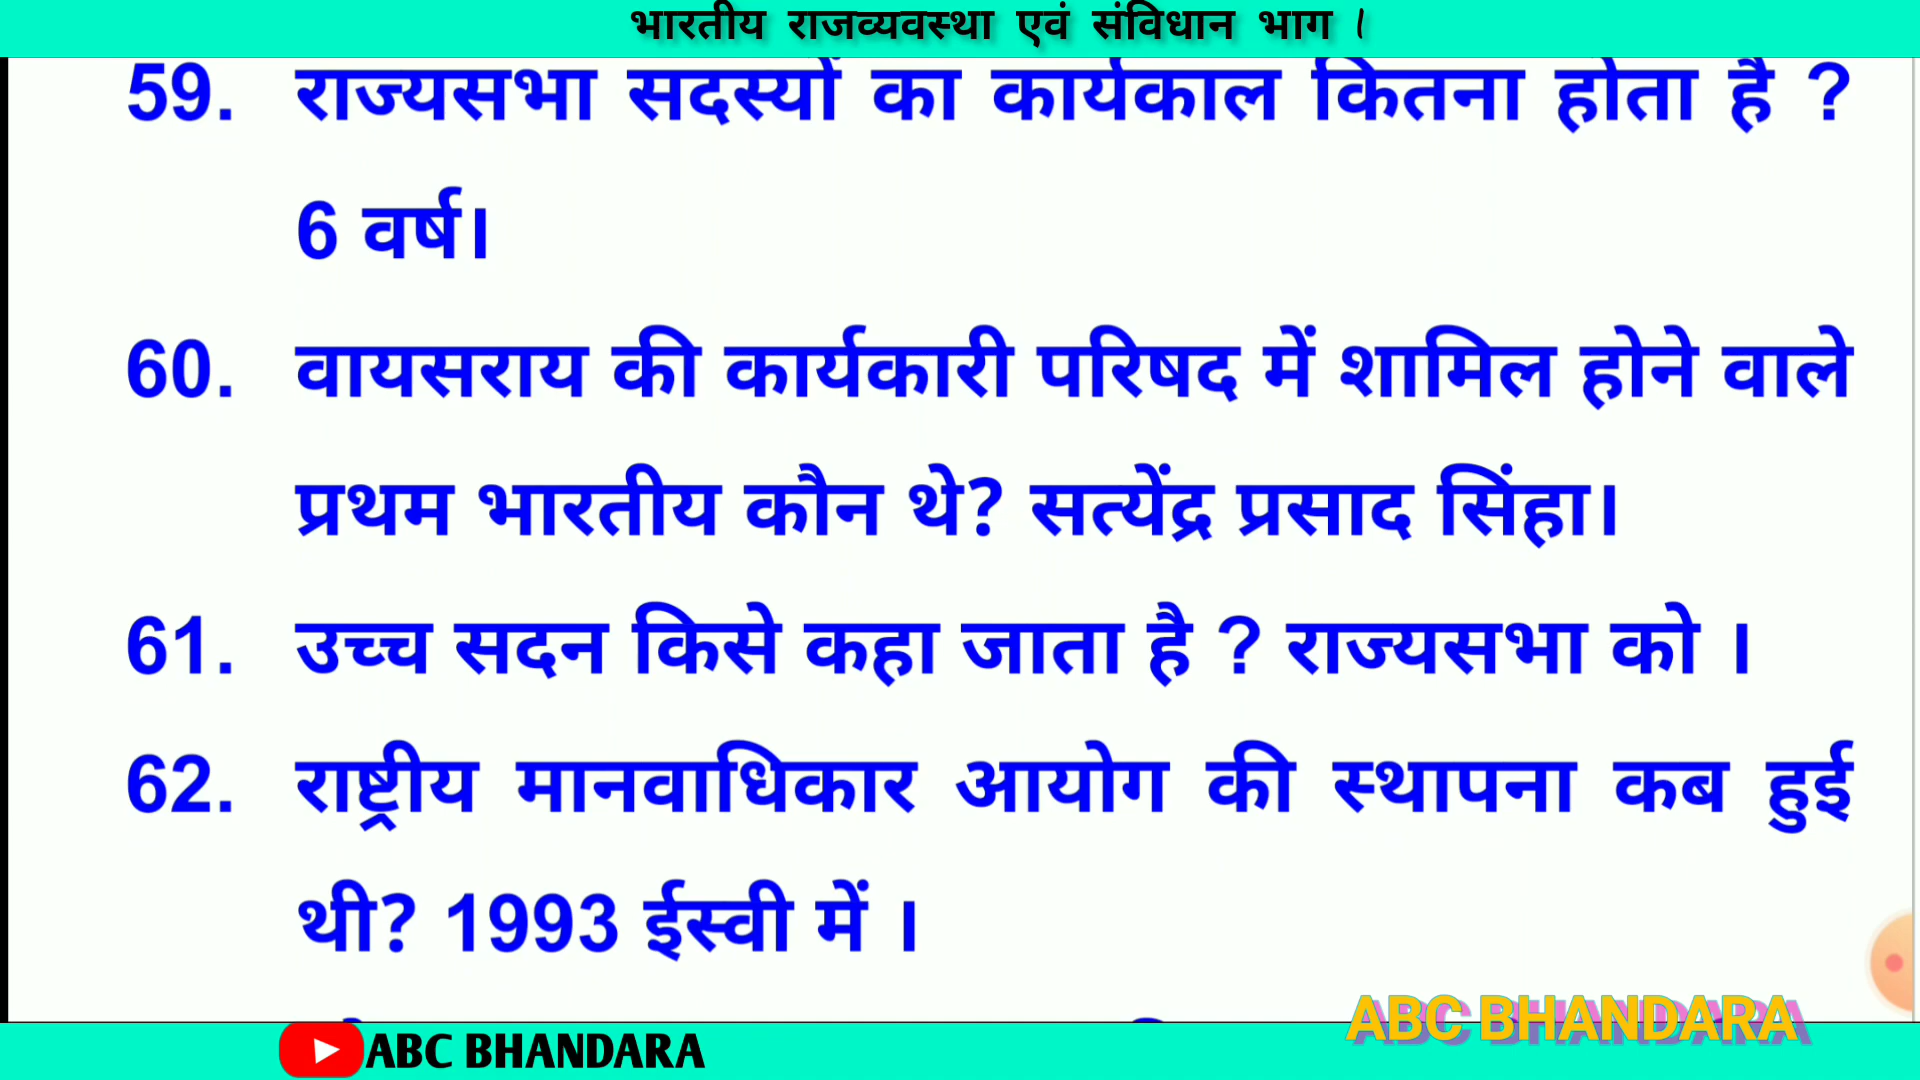 भारतीय राजव्यवस्था एवं संविधान भाग ।
59. राज्यसभा सदस्यों का कार्यकाल कितना होता है ?
6 वर्ष।
60. वायसराय की कार्यकारी परिषद में शामिल होने वाले
प्रथम भारतीय कौन थे? सत्येंद्र प्रसाद सिंहा।
61. उच्च सदन किसे कहा जाता है ? राज्यसभा को ।
62. राष्ट्रीय मानवाधिकार आयोग की स्थापना कब हुई
थी? 1993 ईस्वी में ।
ABC BHANDARA
ABC BHANDARA